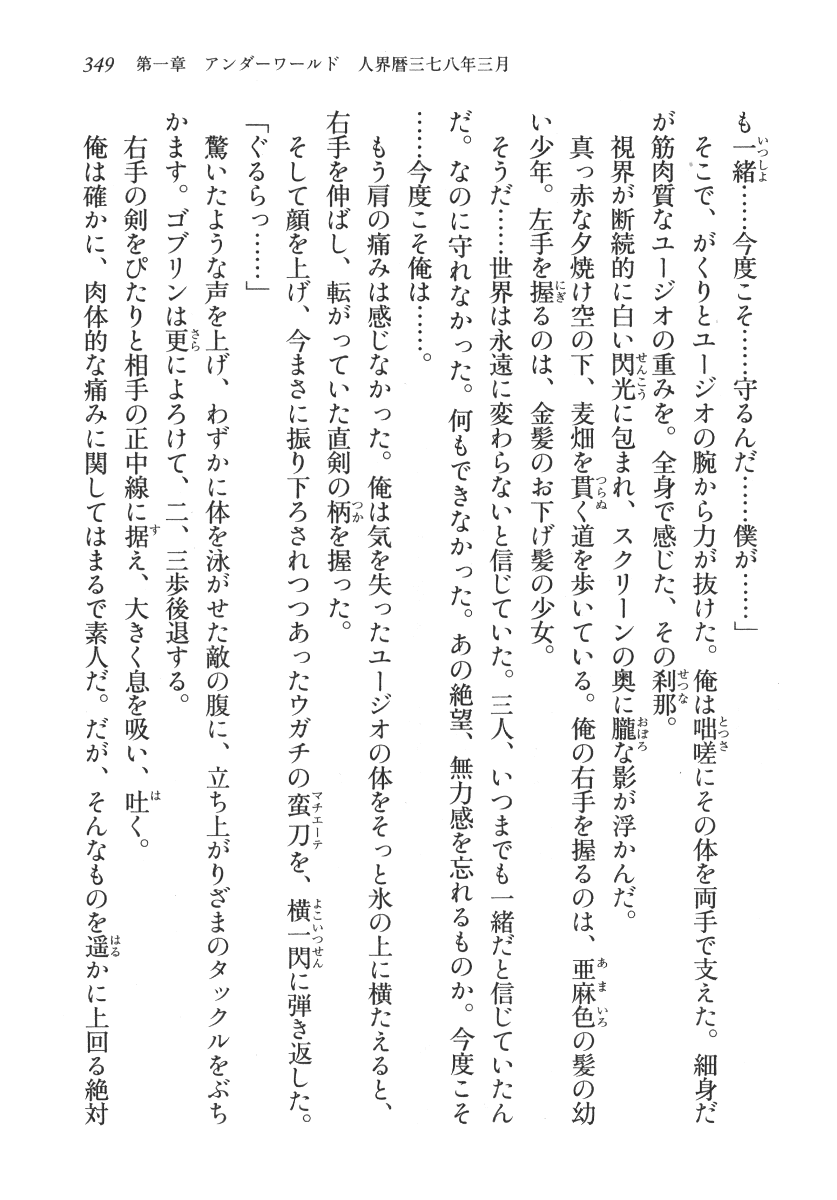 349 第一章 アンダーワールド 人界暦三七八年三月
も一緒……今度こそ……守るんだ……僕が……」
そこで、がくりとユージオの腕から力が抜けた。俺は咄嗟にその体を両手で支えた。細身だ
が筋肉質なユージオの重みを。全身で感じた、その刹那。
視界が断続的に白い閃光に包まれ、スクリーンの奥に朧な影が浮かんだ。
真っ赤な夕焼け空の下、麦畑を貫く道を歩いている。俺の右手を握るのは、亜麻色の髪の幼
い少年。左手を握るのは、金髪のお下げ髪の少女。
そうだ……世界は永遠に変わらないと信じていた。三人、いつまでも一緒だと信じていたん
だ。なのに守れなかった。何もできなかった。あの絶望、無力感を忘れるものか。今度こそ
……今度こそ俺は……。
もう肩の痛みは感じなかった。俺は気を失ったユージオの体をそっと氷の上に横たえると、
右手を伸ばし、転がっていた直剣の柄を握った。
そして顔を上げ、今まさに振り下ろされつつあったウガチの蛮刀を、横一閃に弾き返した。
「ぐるらっ……」
驚いたような声を上げ、わずかに体を泳がせた敵の腹に、立ち上がりざまのタックルをぶち
かます。ゴブリンは更によろけて、二、三歩後退する。
右手の剣をぴたりと相手の正中線に据え、大きく息を吸い、吐く。
俺は確かに、肉体的な痛みに関してはまるで素人だ。だが、そんなものを遥かに上回る絶対